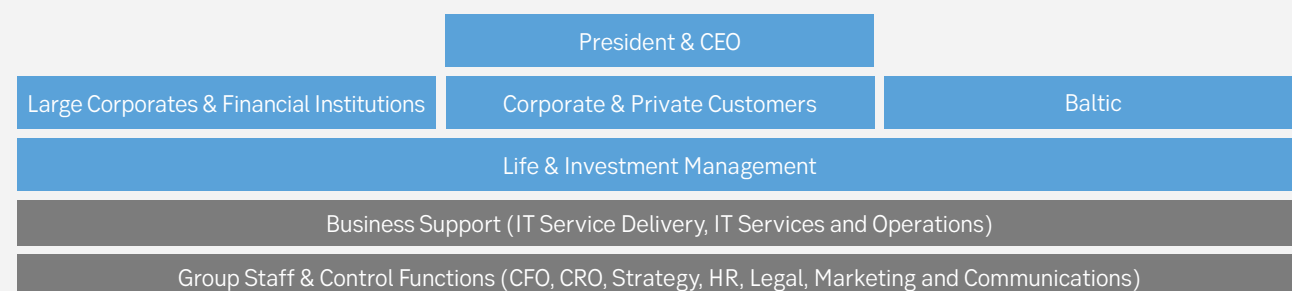 President & CEO
Large Corporates & Financial Institutions
Corporate & Private Customers
Baltic
Life & Investment Management
Business Support (IT Service Delivery, IT Services and Operations)
Group Staff & Control Functions (CFO, CRO, Strategy, HR, Legal, Marketing and Communications)